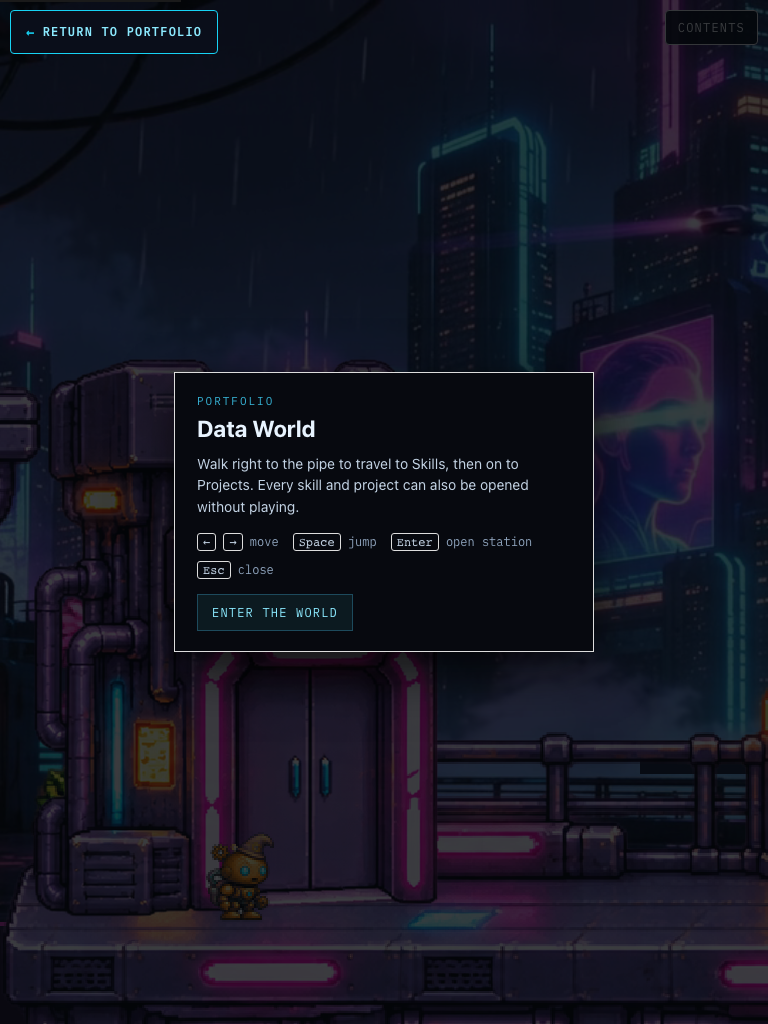 ← RETURN TO PORTFOLIO
CONTENTS
PORTFOLIO
Data World
Walk right to the pipe to travel to Skills, then on to
Projects. Every skill and project can also be opened
without playing.
← → move Space jump Enter open station
Esc close
ENTER THE WORLD